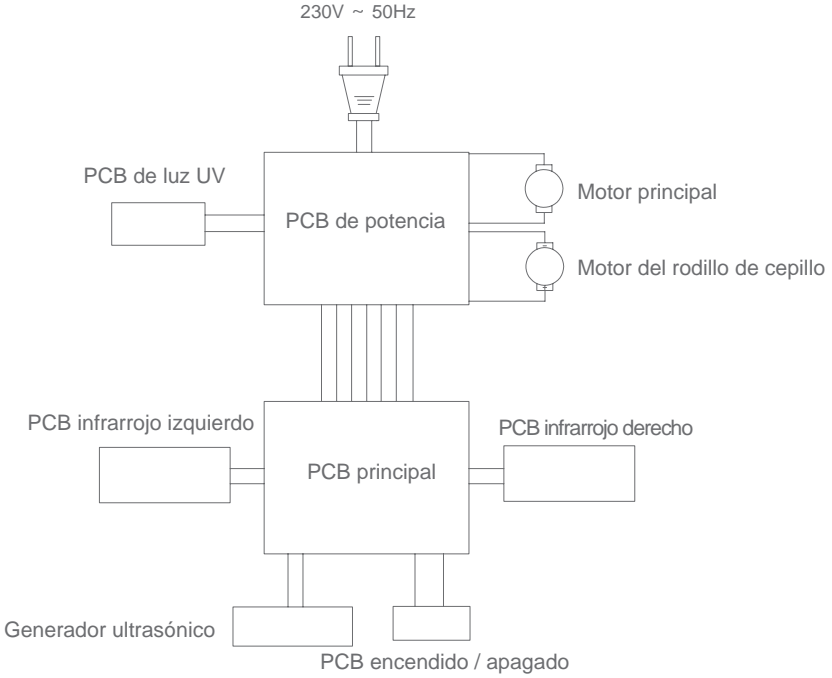 230V ~ 50Hz
PCB de luz UV
PCB de potencia
Motor principal
Motor del rodillo de cepillo
PCB infrarrojo izquierdo
PCB infrarrojo derecho
PCB principal
Generador ultrasónico
PCB encendido / apagado